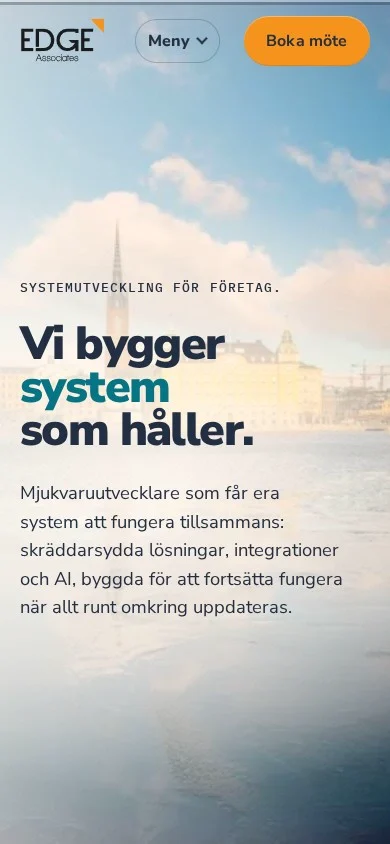 EDGE
Associates
Meny
Boka möte
SYSTEMUTVECKLING FÖR FÖRETAG.
Vi bygger
system
som håller.
Mjukvaruutvecklare som får era
system att fungera tillsammans:
skräddarsydda lösningar, integrationer
och AI, byggda för att fortsätta fungera
när allt runt omkring uppdateras.